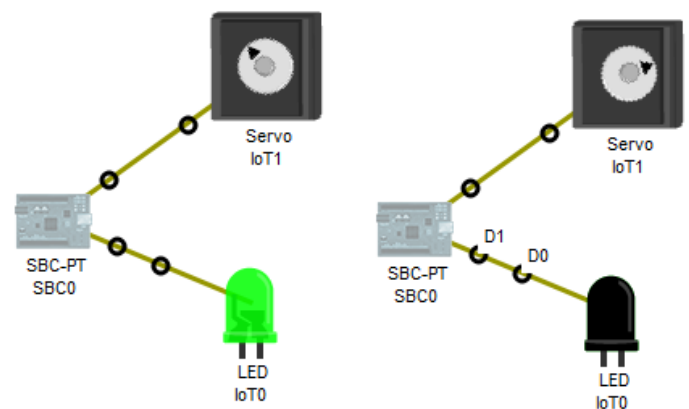 Servo
IoT1
SBC-PT
SBC0
LED
IoT0
Servo
IoT1
D1
D0
SBC-PT
SBC0
LED
IoT0